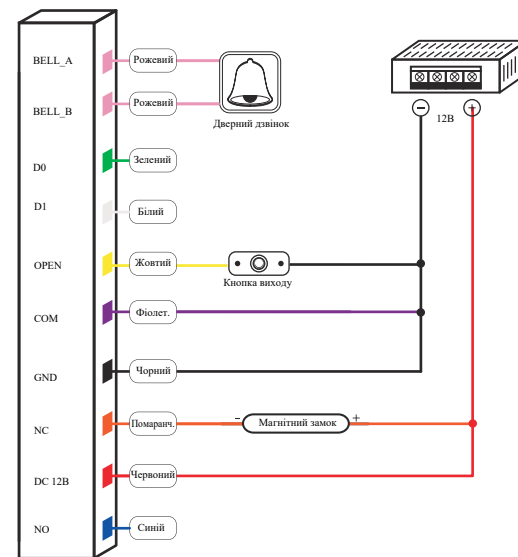 BELL_A
Рожевий
BELL_B
Рожевий
Дверний дзвінок
− 12В +
D0
Зелений
D1
Білий
OPEN
Жовтий
Кнопка виходу
COM
Фіолет.
GND
Чорний
NC
Помаранч.
- Магнітний замок +
DC 12В
Червоний
NO
Синій